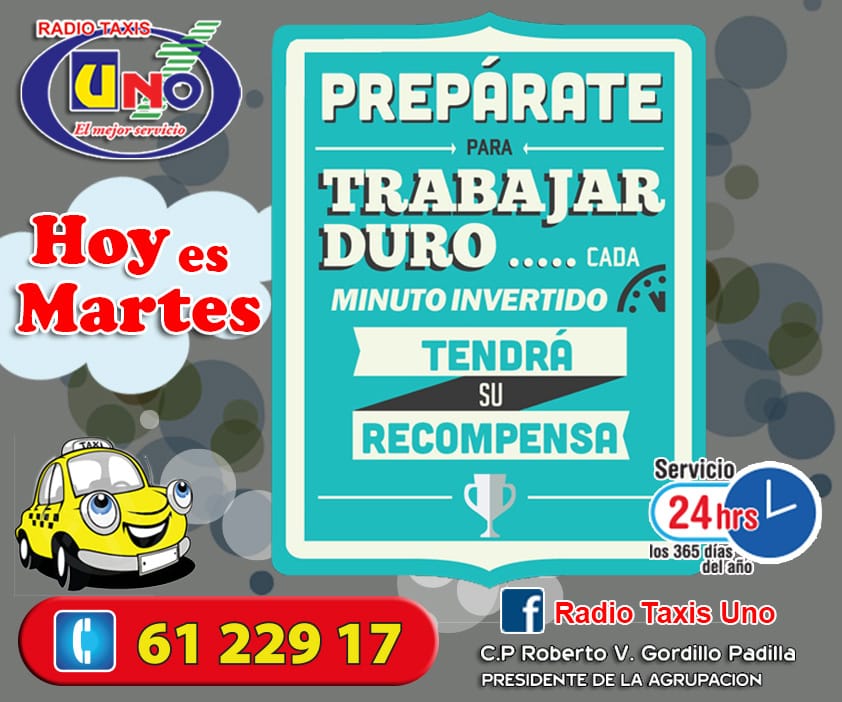 RADIO TAXIS
UNO
El mejor servicio
Hoy es
Martes
PREPÁRATE
PARA
TRABAJAR
DURO ..... CADA
MINUTO INVERTIDO
TENDRÁ
SU
RECOMPENSA
TAXI
Servicio
24hrs
los 365 días
del año
61 229 17
f Radio Taxis Uno
C.P Roberto V. Gordillo Padilla
PRESIDENTE DE LA AGRUPACION